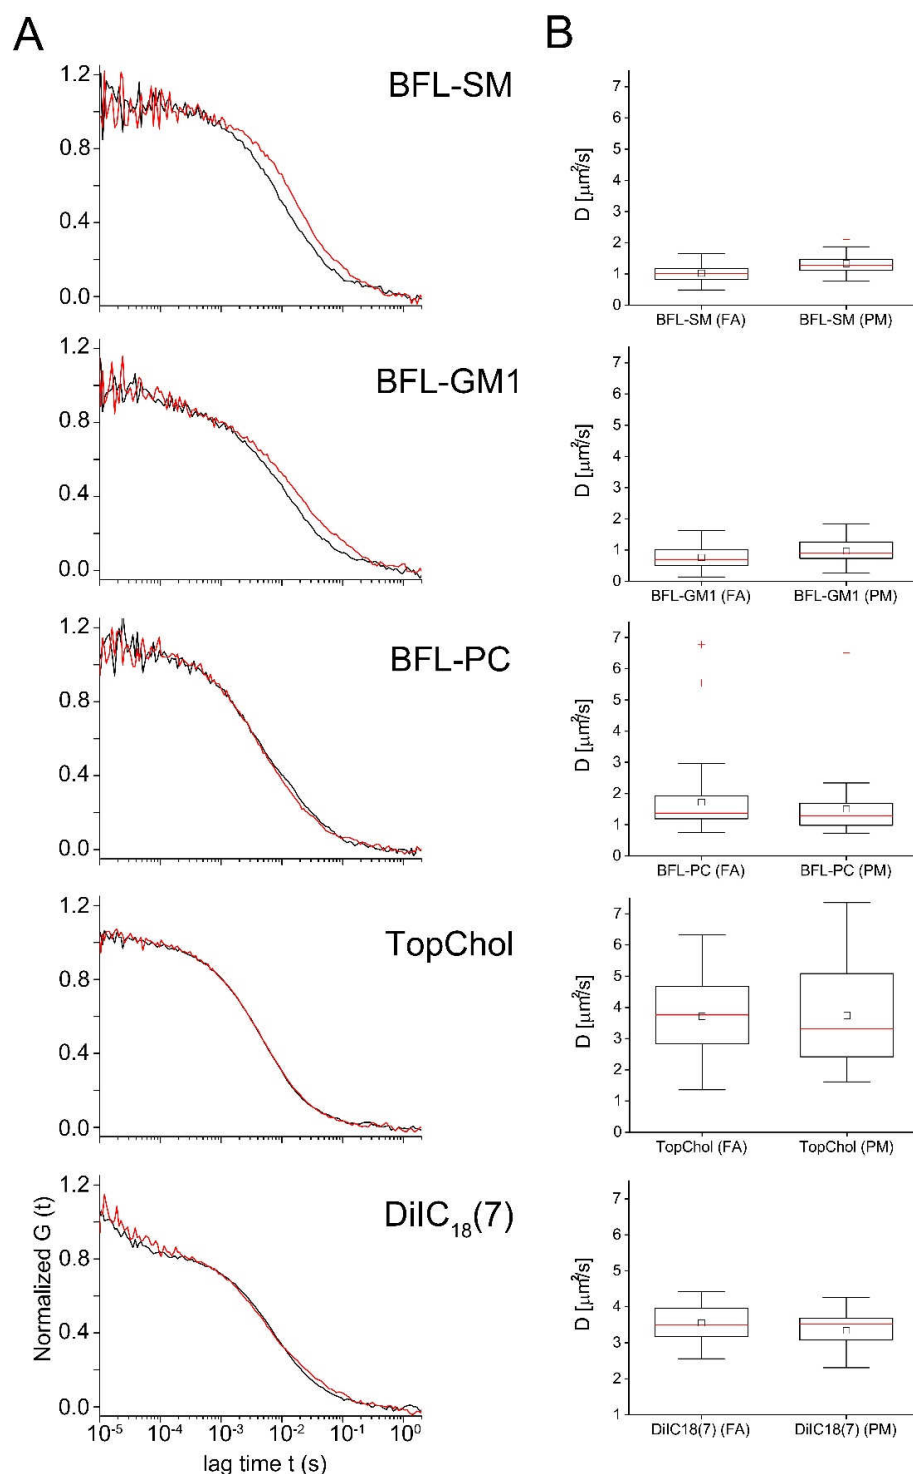 A
B
1.2
0.8
0.4
0.0
BFL-SM
7
6
5
4
3
2
1
0
D [μm²/s]
BFL-SM (FA)
BFL-SM (PM)
1.2
0.8
0.4
0.0
BFL-GM1
7
6
5
4
3
2
1
0
D [μm²/s]
BFL-GM1 (FA)
BFL-GM1 (PM)
1.2
0.8
0.4
0.0
BFL-PC
7
6
5
4
3
2
1
0
D [μm²/s]
BFL-PC (FA)
BFL-PC (PM)
1.2
0.8
0.4
0.0
TopChol
7
6
5
4
3
2
1
0
D [μm²/s]
TopChol (FA)
TopChol (PM)
1.2
0.8
0.4
0.0
Normalized G (t)
DiIC₁₈(7)
10⁻⁵ 10⁻⁴ 10⁻³ 10⁻² 10⁻¹ 10⁰
lag time t (s)
7
6
5
4
3
2
1
D [μm²/s]
DiIC18(7) (FA)
DiIC18(7) (PM)